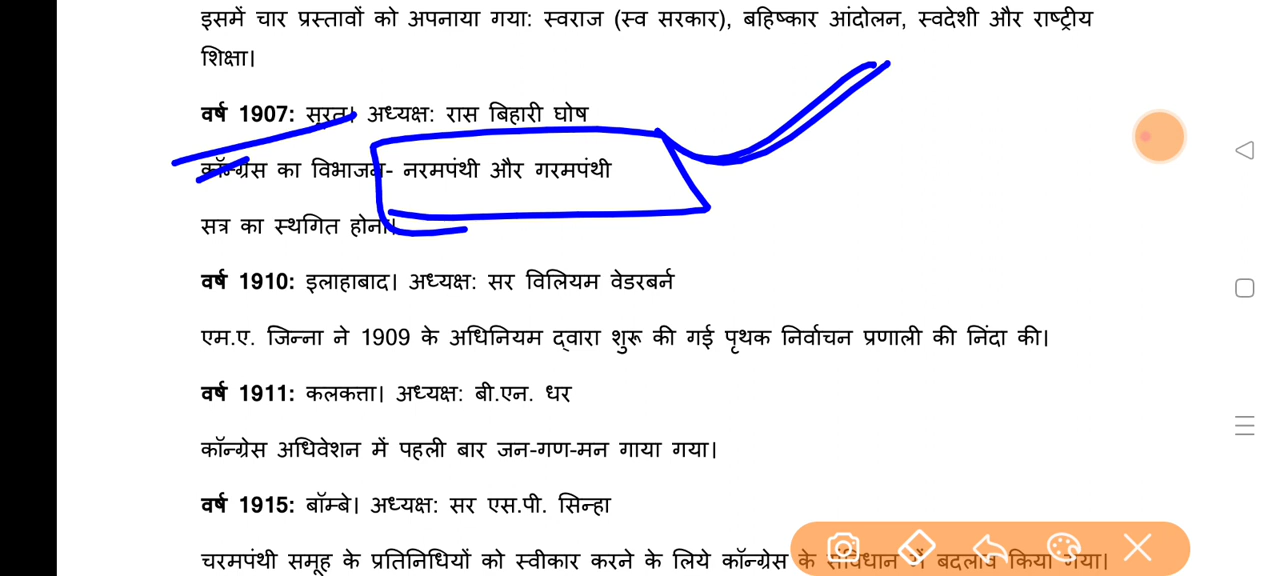 इसमें चार प्रस्तावों को अपनाया गया: स्वराज (स्व सरकार), बहिष्कार आंदोलन, स्वदेशी और राष्ट्रीय
शिक्षा।
वर्ष 1907: सूरत। अध्यक्ष: रास बिहारी घोष
कॉन्ग्रेस का विभाजन- नरमपंथी और गरमपंथी
सत्र का स्थगित होना।
वर्ष 1910: इलाहाबाद। अध्यक्ष: सर विलियम वेडरबर्न
एम.ए. जिन्ना ने 1909 के अधिनियम द्वारा शुरू की गई पृथक निर्वाचन प्रणाली की निंदा की।
वर्ष 1911: कलकत्ता। अध्यक्ष: बी.एन. धर
कॉन्ग्रेस अधिवेशन में पहली बार जन-गण-मन गाया गया।
वर्ष 1915: बॉम्बे। अध्यक्ष: सर एस.पी. सिन्हा
चरमपंथी समूह के प्रतिनिधियों को स्वीकार करने के लिये कॉन्ग्रेस के संविधान में बदलाव किया गया।